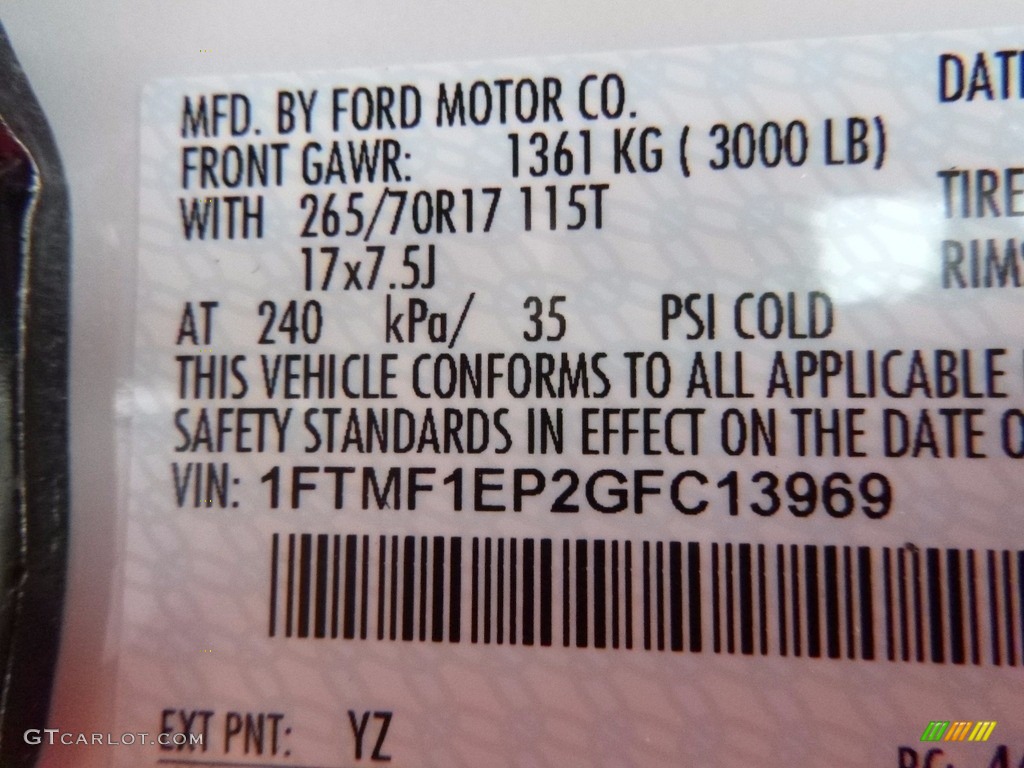 MFD. BY FORD MOTOR CO. DAT
FRONT GAWR: 1361 KG ( 3000 LB)
WITH 265/70R17 115T TIRE
17x7.5J RIMS
AT 240 kPa/ 35 PSI COLD
THIS VEHICLE CONFORMS TO ALL APPLICABLE
SAFETY STANDARDS IN EFFECT ON THE DATE O
VIN: 1FTMF1EP2GFC13969
EXT PNT: YZ
GTCARLOT.COM